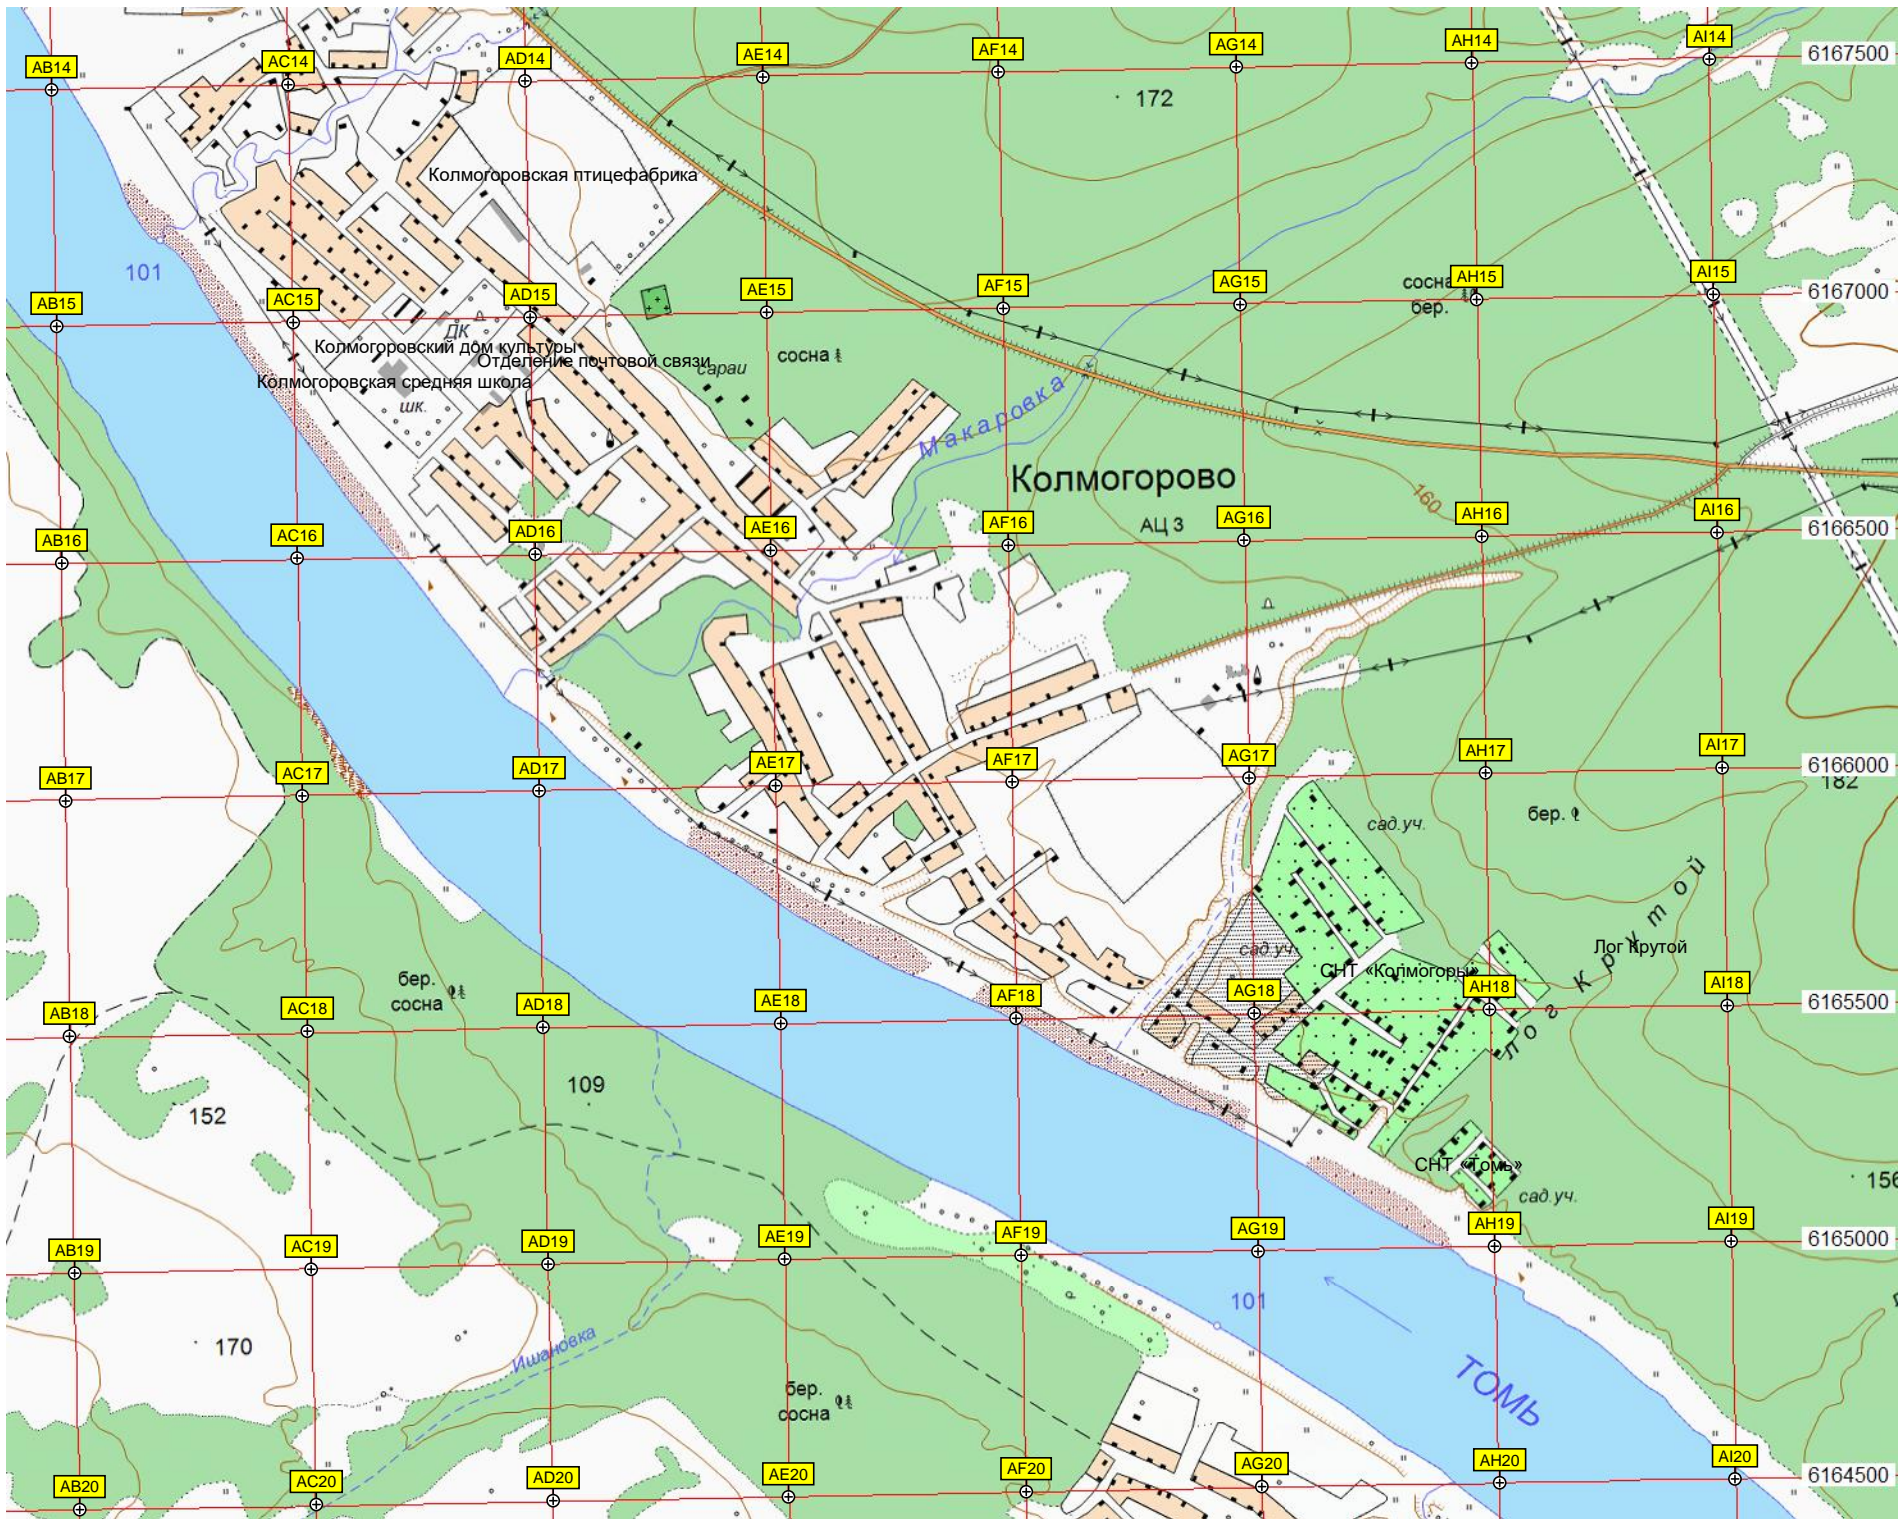 AB14
AC14
AD14
AE14
AF14
AG14
AH14
AI14
6167500
172
Колмогоровская птицефабрика
101
AB15
AC15
AD15
AE15
AF15
AG15
сосна
бер.
AH15
AI15
6167000
ДК
Колмогоровский дом культуры
Отделение почтовой связи
сараи
Колмогоровская средняя школа
шк.
сосна
Макаровка
Колмогорово
АЦ 3
160
AB16
AC16
AD16
AE16
AF16
AG16
AH16
AI16
6166500
AB17
AC17
AD17
AE17
AF17
AG17
AH17
AI17
6166000
182
сад.уч.
бер.
сад.уч.
СНТ «Колмогоры»
Лог Крутой
лог Крутой
бер.
сосна
AB18
AC18
AD18
AE18
AF18
AG18
AH18
AI18
6165500
109
152
СНТ «Томь»
сад.уч.
156
AB19
AC19
AD19
AE19
AF19
AG19
AH19
AI19
6165000
101
170
Ишановка
ТОМЬ
бер.
сосна
AB20
AC20
AD20
AE20
AF20
AG20
AH20
AI20
6164500